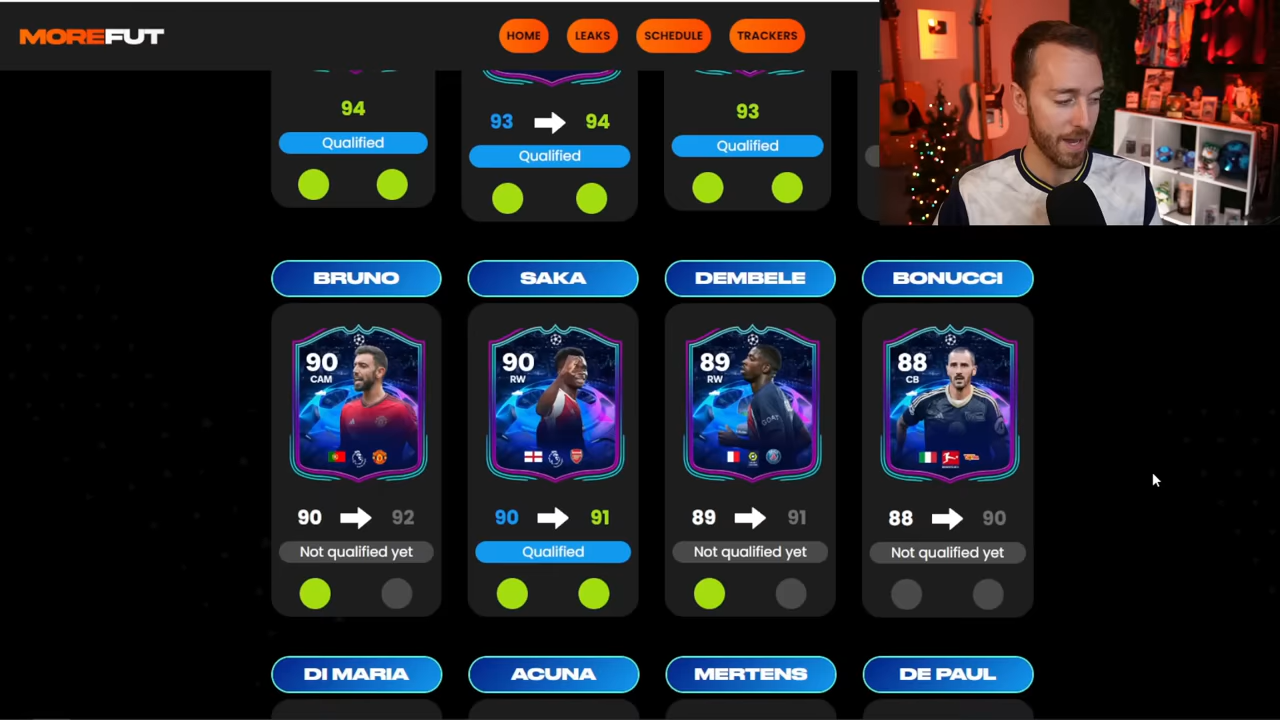 MOREFUT
HOME
LEAKS
SCHEDULE
TRACKERS
94
93 94
93
Qualified
Qualified
Qualified
BRUNO
SAKA
DEMBELE
BONUCCI
90
CAM
90
RW
89
RW
88
CB
90 92
90 91
89 91
88 90
Not qualified yet
Qualified
Not qualified yet
Not qualified yet
DI MARIA
ACUNA
MERTENS
DE PAUL